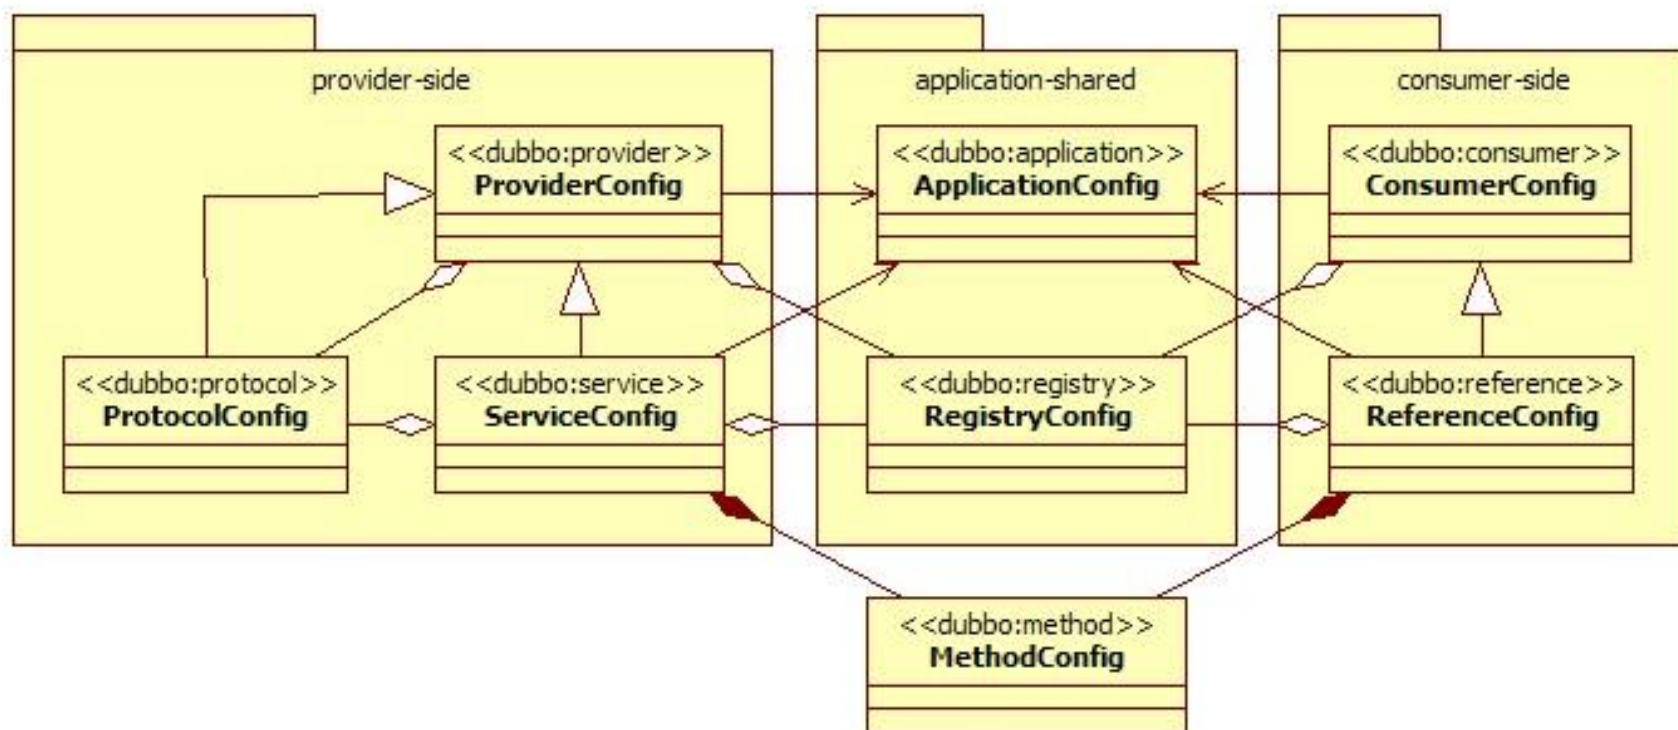 provider-side
application-shared
consumer-side
<<dubbo:provider>>
ProviderConfig
<<dubbo:application>>
ApplicationConfig
<<dubbo:consumer>>
ConsumerConfig
<<dubbo:protocol>>
ProtocolConfig
<<dubbo:service>>
ServiceConfig
<<dubbo:registry>>
RegistryConfig
<<dubbo:reference>>
ReferenceConfig
<<dubbo:method>>
MethodConfig